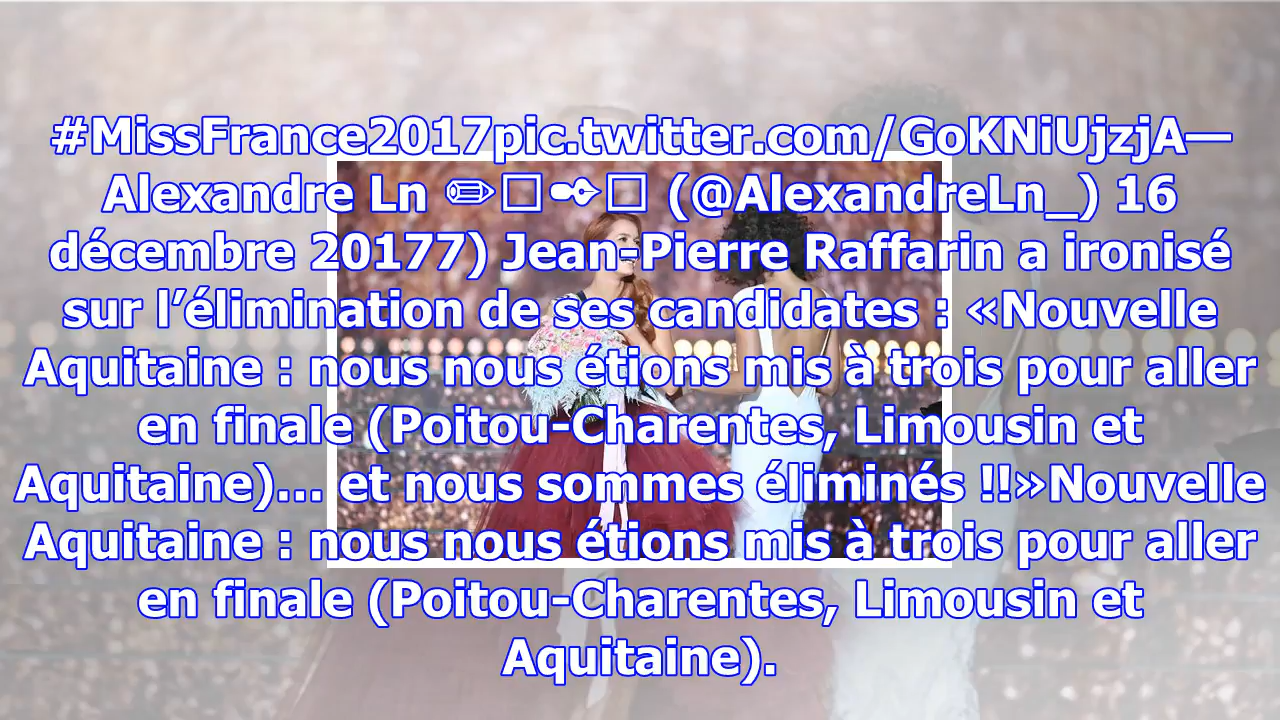 #MissFrance2017pic.twitter.com/GoKNiUjzjA—
Alexandre Ln ✏□✒□ (@AlexandreLn_) 16
décembre 20177) Jean-Pierre Raffarin a ironisé
sur l’élimination de ses candidates : «Nouvelle
Aquitaine : nous nous étions mis à trois pour aller
en finale (Poitou-Charentes, Limousin et
Aquitaine)... et nous sommes éliminés !!»Nouvelle
Aquitaine : nous nous étions mis à trois pour aller
en finale (Poitou-Charentes, Limousin et
Aquitaine).